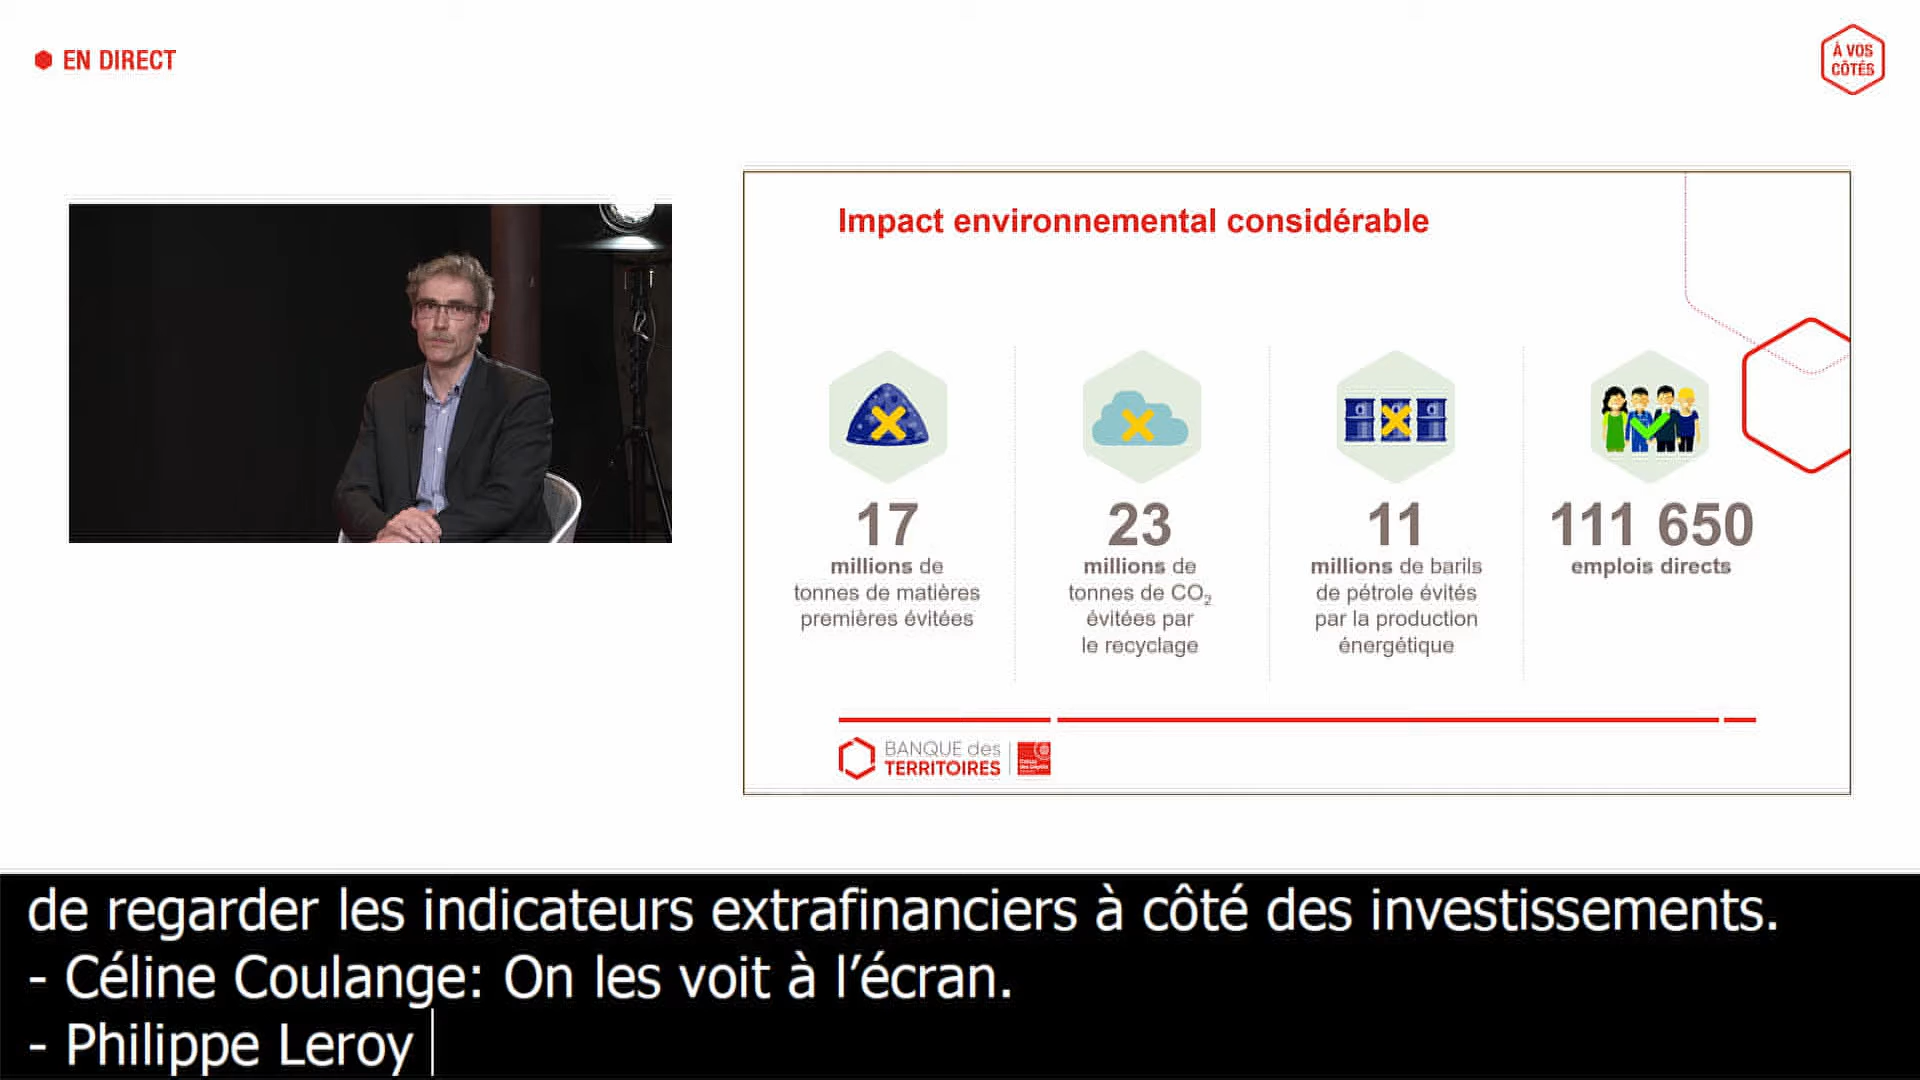 EN DIRECT
À VOS
CÔTÉS
Impact environnemental considérable
17
millions de
tonnes de matières
premières évitées
23
millions de
tonnes de CO₂
évitées par
le recyclage
11
millions de barils
de pétrole évités
par la production
énergétique
111 650
emplois directs
BANQUE des
TERRITOIRES
de regarder les indicateurs extrafinanciers à côté des investissements.
- Céline Coulange: On les voit à l’écran.
- Philippe Leroy